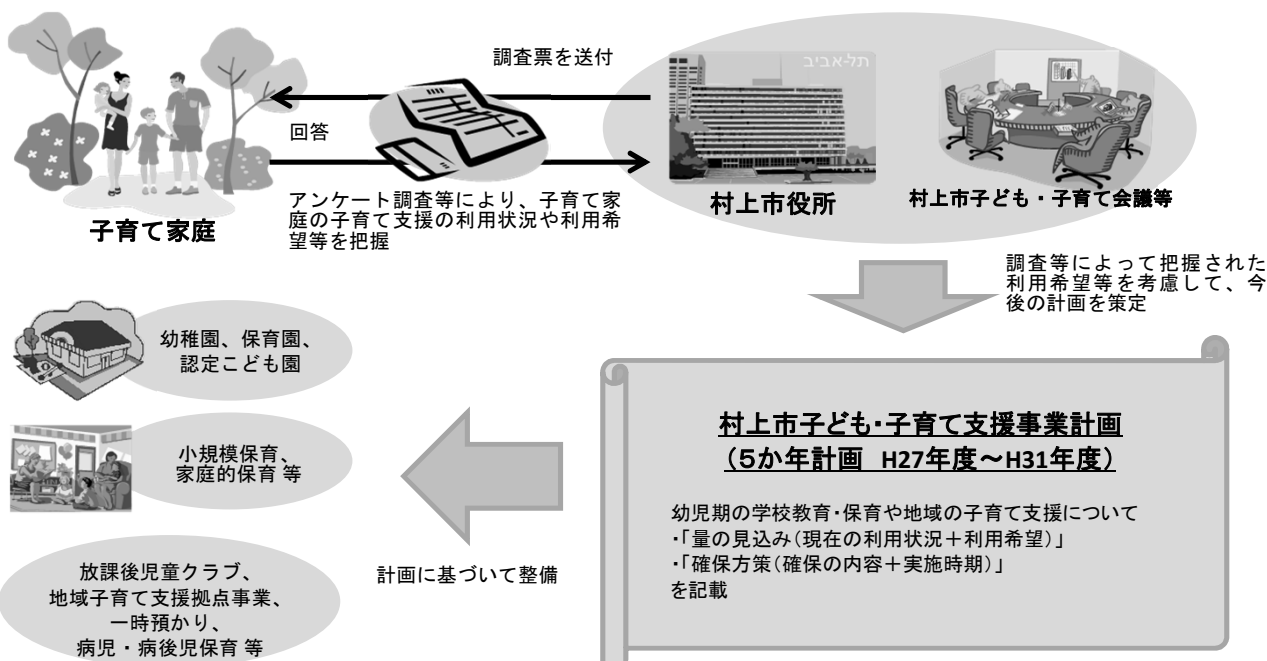 調査票を送付
回答
アンケート調査等により、子育て家
庭の子育て支援の利用状況や利用希
望等を把握
子育て家庭
תל-אביב
村上市役所
村上市子ども・子育て会議等
調査等によって把握された
利用希望等を考慮して、今
後の計画を策定
村上市子ども・子育て支援事業計画
（５か年計画　H27年度～H31年度）
幼児期の学校教育・保育や地域の子育て支援について
・「量の見込み（現在の利用状況＋利用希望）」
・「確保方策（確保の内容＋実施時期）」
を記載
計画に基づいて整備
幼稚園、保育園、
認定こども園
小規模保育、
家庭的保育 等
放課後児童クラブ、
地域子育て支援拠点事業、
一時預かり、
病児・病後児保育 等